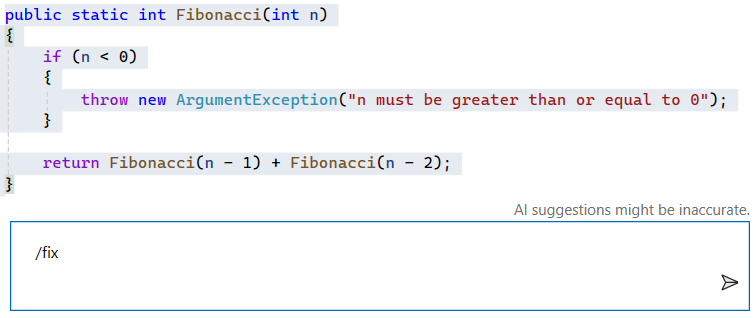 public static int Fibonacci(int n)
{
    if (n < 0)
    {
        throw new ArgumentException("n must be greater than or equal to 0");
    }

    return Fibonacci(n - 1) + Fibonacci(n - 2);
}
AI suggestions might be inaccurate.
/fix